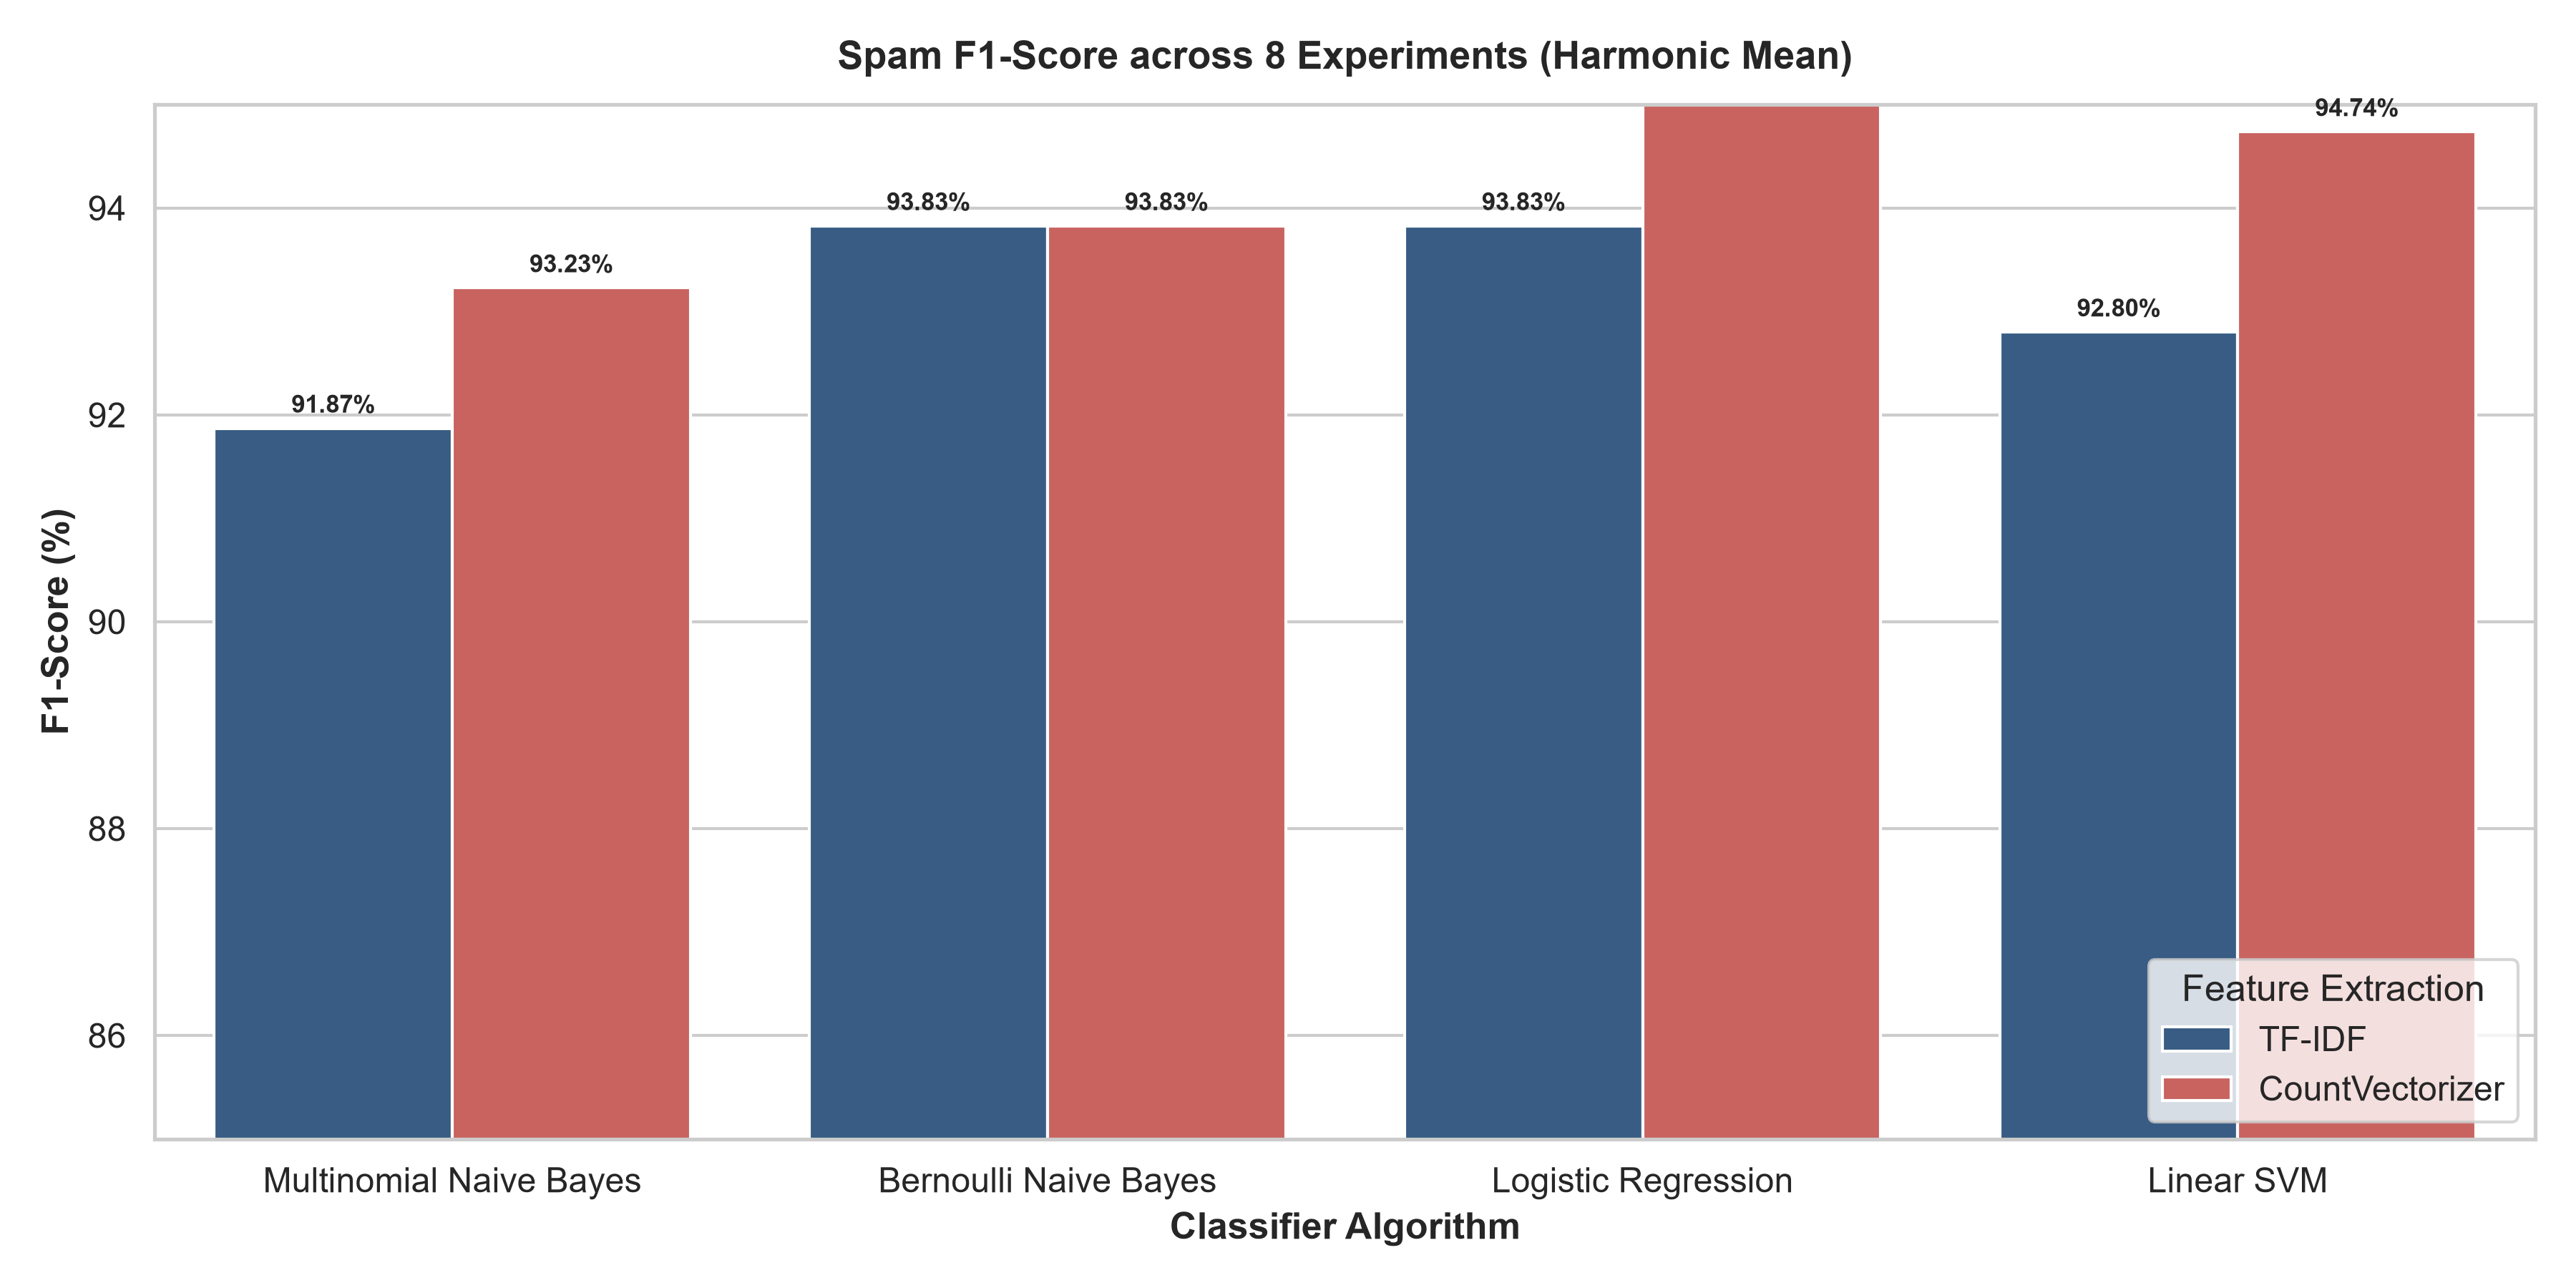 Spam F1-Score across 8 Experiments (Harmonic Mean)
94.74%
94
93.83%
93.83%
93.83%
93.23%
92.80%
92
91.87%
90
88
86
F1-Score (%)
Feature Extraction
TF-IDF
CountVectorizer
Multinomial Naive Bayes
Bernoulli Naive Bayes
Logistic Regression
Linear SVM
Classifier Algorithm